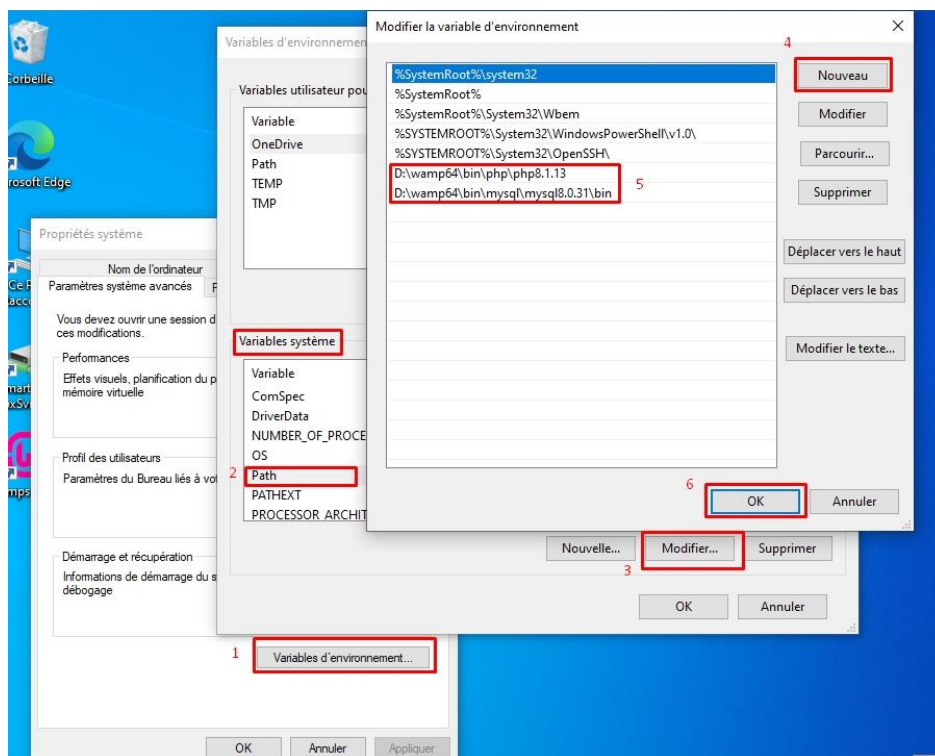 Corbeille
rosoft Edge
Propriétés système
Nom de l'ordinateur
Paramètres système avancés
Vous devez ouvrir une session d
ces modifications.
Performances
Effets visuels, planification du p
mémoire virtuelle
Profil des utilisateurs
Paramètres du Bureau liés à vot
Démarrage et récupération
Informations de démarrage du s
débogage
1
Variables d'environnement...
OK
Annuler
Appliquer
Variables d'environnemen
Variables utilisateur pou
Variable
OneDrive
Path
TEMP
TMP
Variables système
Variable
ComSpec
DriverData
NUMBER_OF_PROCE
OS
2
Path
PATHEXT
PROCESSOR ARCHIT
Nouvelle...
Modifier...
Supprimer
3
OK
Annuler
Modifier la variable d'environnement
4
%SystemRoot%\system32
%SystemRoot%
%SystemRoot%\System32\Wbem
%SYSTEMROOT%\System32\WindowsPowerShell\v1.0\
%SYSTEMROOT%\System32\OpenSSH\
D:\wamp64\bin\php\php8.1.13
D:\wamp64\bin\mysql\mysql8.0.31\bin
5
Nouveau
Modifier
Parcourir...
Supprimer
Déplacer vers le haut
Déplacer vers le bas
Modifier le texte...
6
OK
Annuler